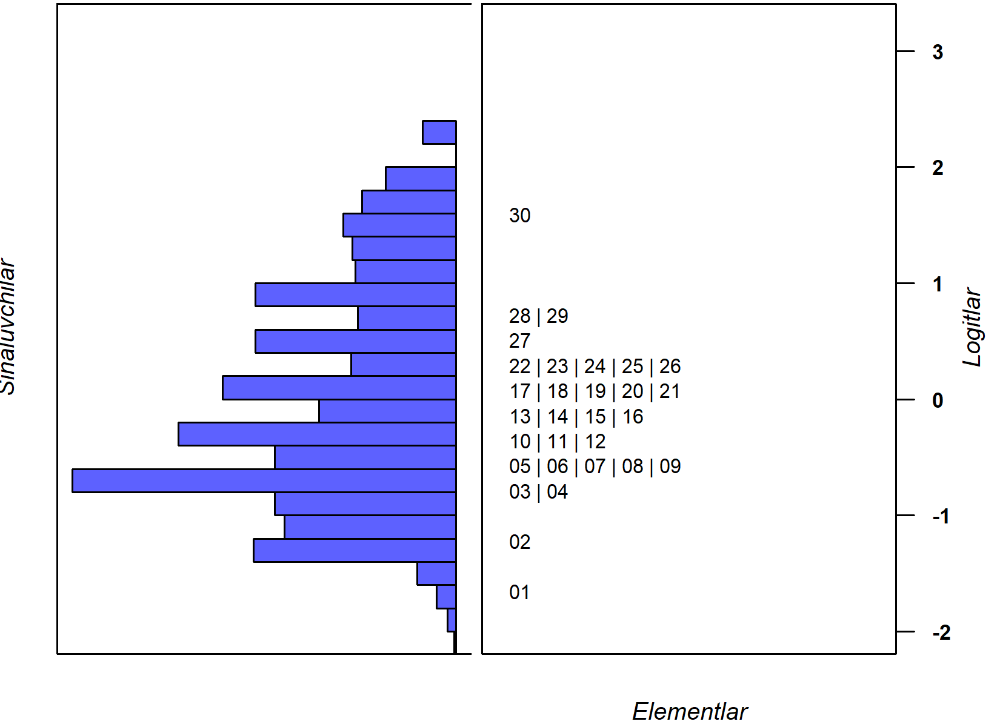 Sinaluvchilar
30
28 | 29
27
22 | 23 | 24 | 25 | 26
17 | 18 | 19 | 20 | 21
13 | 14 | 15 | 16
10 | 11 | 12
05 | 06 | 07 | 08 | 09
03 | 04
02
01
3
2
1
0
-1
-2
Logitlar
Elementlar